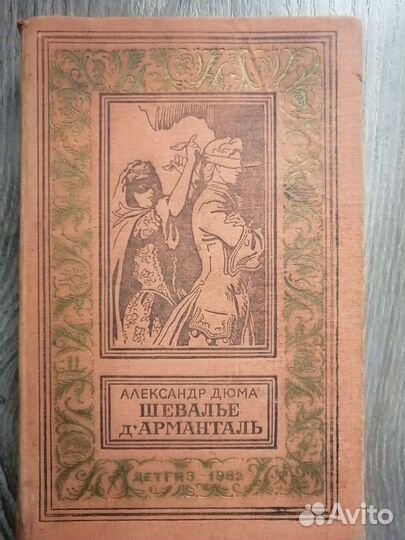 АЛЕКСАНДР ДЮМА
ШЕВАЛЬЕ
д'АРМАНТАЛЬ
ДЕТГИЗ - 1962
Avito